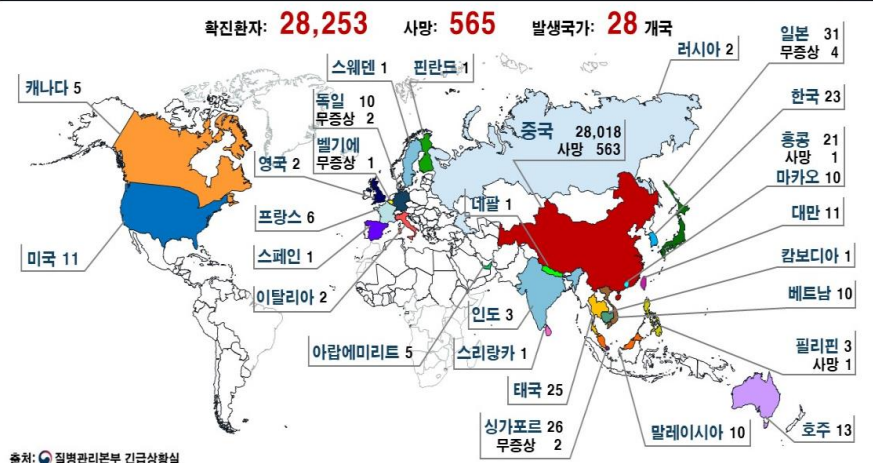 확진환자: 28,253 사망: 565 발생국가: 28 개국
캐나다 5
스웨덴 1
핀란드 1
러시아 2
일본 31
무증상 4
독일 10
무증상 2
벨기에
무증상 1
중국 28,018
사망 563
한국 23
홍콩 21
사망 1
영국 2
마카오 10
네팔 1
프랑스 6
대만 11
미국 11
스페인 1
캄보디아 1
이탈리아 2
인도 3
베트남 10
아랍에미리트 5
스리랑카 1
필리핀 3
사망 1
태국 25
싱가포르 26
무증상 2
말레이시아 10
호주 13
출처: 질병관리본부 긴급상황실